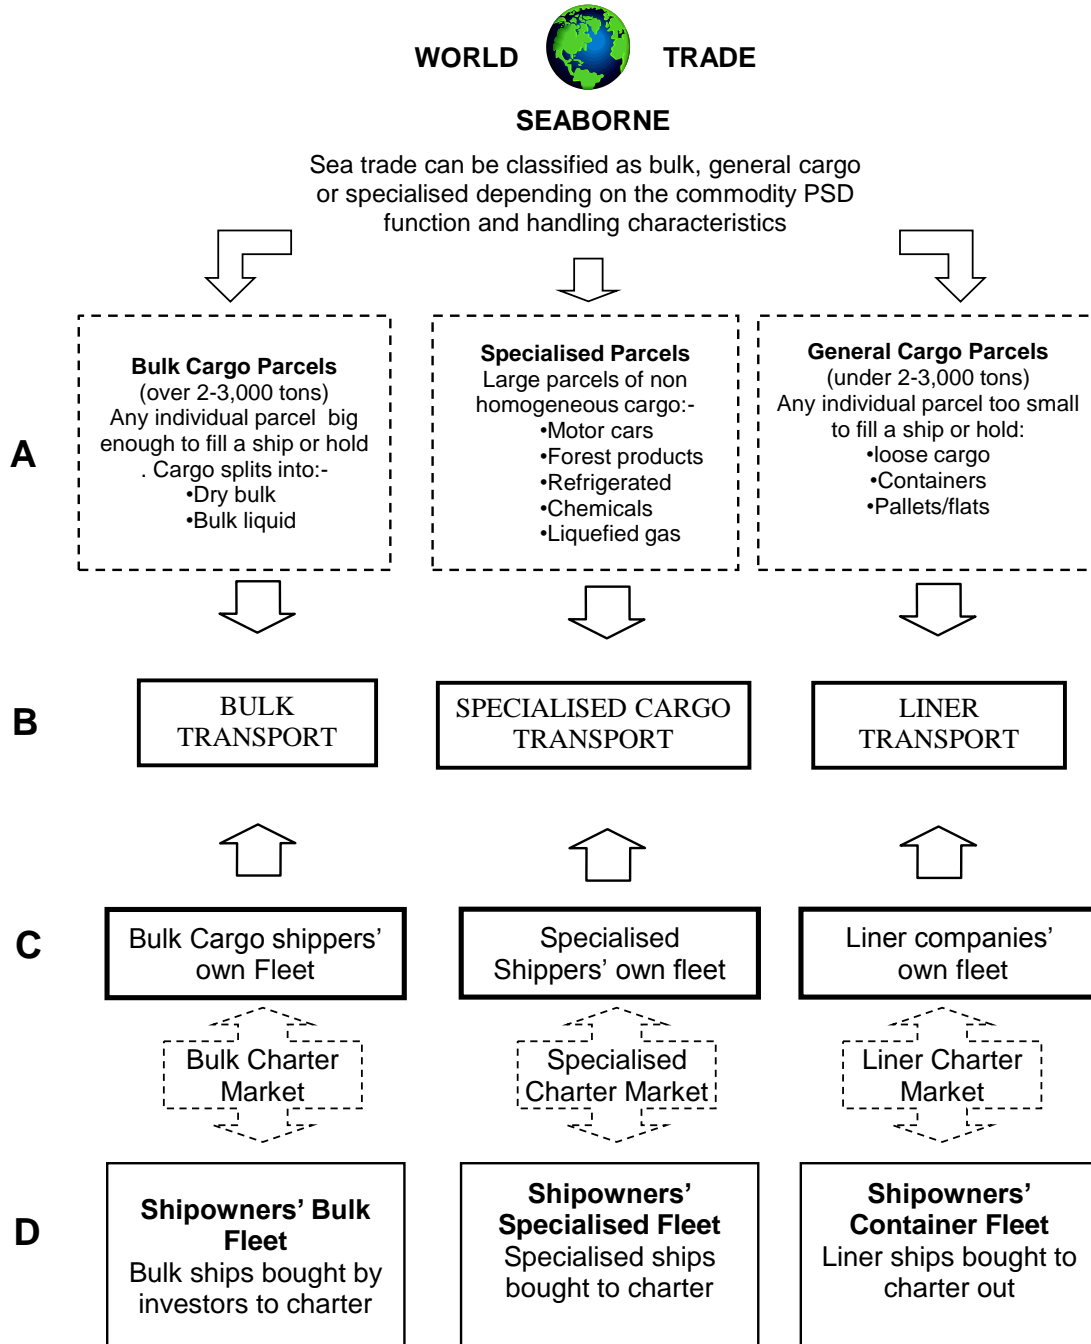 WORLD TRADE
SEABORNE
Sea trade can be classified as bulk, general cargo
or specialised depending on the commodity PSD
function and handling characteristics
A
Bulk Cargo Parcels
(over 2-3,000 tons)
Any individual parcel big
enough to fill a ship or hold
. Cargo splits into:-
•Dry bulk
•Bulk liquid
Specialised Parcels
Large parcels of non
homogeneous cargo:-
•Motor cars
•Forest products
•Refrigerated
•Chemicals
•Liquefied gas
General Cargo Parcels
(under 2-3,000 tons)
Any individual parcel too small
to fill a ship or hold:
•loose cargo
•Containers
•Pallets/flats
B
BULK
TRANSPORT
SPECIALISED CARGO
TRANSPORT
LINER
TRANSPORT
C
Bulk Cargo shippers’
own Fleet
Specialised
Shippers’ own fleet
Liner companies’
own fleet
Bulk Charter
Market
Specialised
Charter Market
Liner Charter
Market
D
Shipowners’ Bulk
Fleet
Bulk ships bought by
investors to charter
Shipowners’
Specialised Fleet
Specialised ships
bought to charter
Shipowners’
Container Fleet
Liner ships bought to
charter out